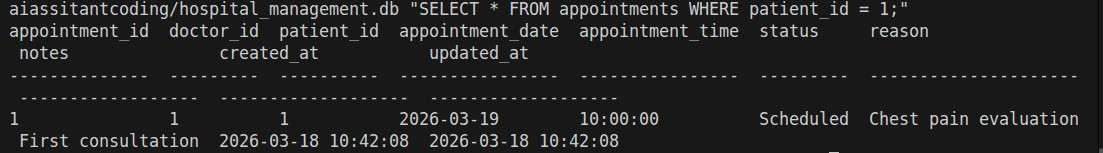 aiassitantcoding/hospital_management.db "SELECT * FROM appointments WHERE patient_id = 1;"
appointment_id  doctor_id  patient_id  appointment_date  appointment_time  status     reason
 notes               created_at           updated_at
--------------  ---------  ----------  ----------------  ----------------  ---------  ---------------------
 ------------------  -------------------  -------------------
1               1          1           2026-03-19        10:00:00          Scheduled  Chest pain evaluation
 First consultation  2026-03-18 10:42:08  2026-03-18 10:42:08